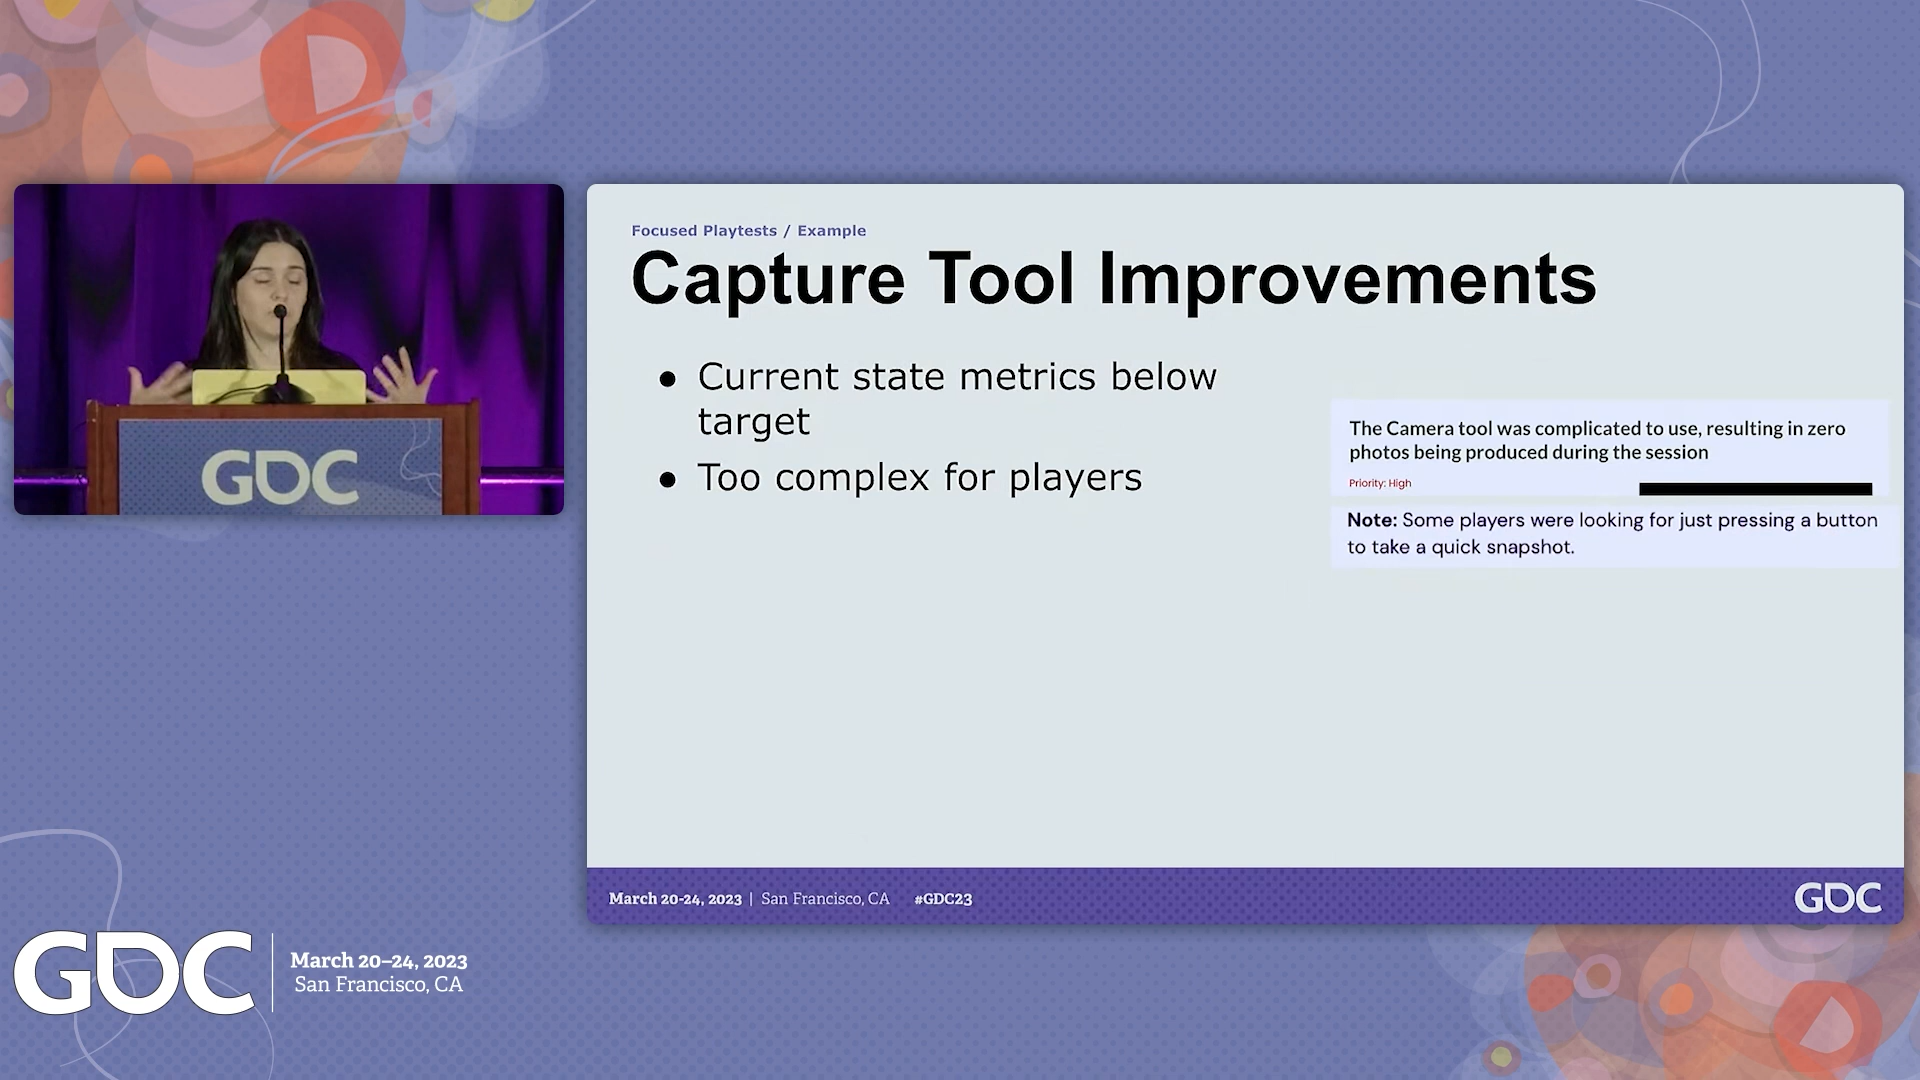 GDC
Focused Playtests / Example
Capture Tool Improvements
● Current state metrics below
target
● Too complex for players
The Camera tool was complicated to use, resulting in zero
photos being produced during the session
Priority: High
Note: Some players were looking for just pressing a button
to take a quick snapshot.
March 20-24, 2023 | San Francisco, CA #GDC23
GDC
GDC
March 20–24, 2023
San Francisco, CA